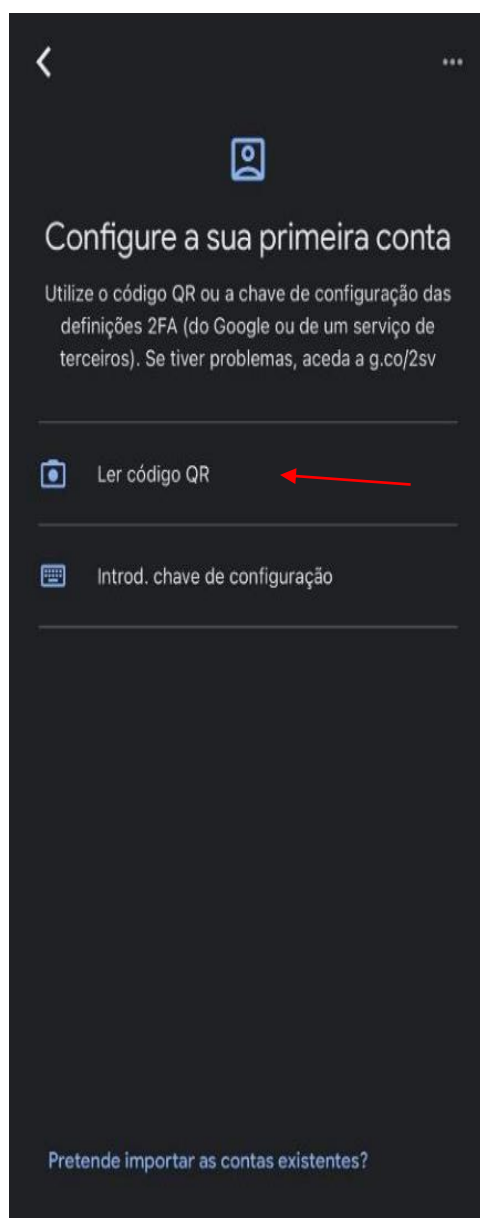 Configure a sua primeira conta
Utilize o código QR ou a chave de configuração das
definições 2FA (do Google ou de um serviço de
terceiros). Se tiver problemas, aceda a g.co/2sv
Ler código QR
Introd. chave de configuração
Pretende importar as contas existentes?